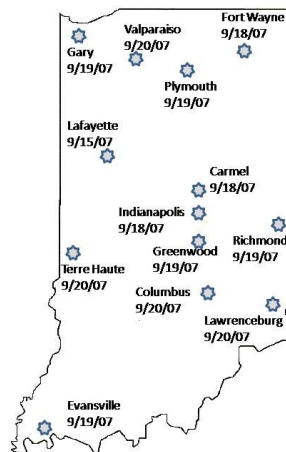 Fort Wayne
9/18/07
Valparaiso
9/20/07
Gary
9/19/07
Plymouth
9/19/07
Lafayette
9/15/07
Carmel
9/18/07
Indianapolis
9/18/07
Richmond
9/19/07
Greenwood
9/19/07
Terre Haute
9/20/07
Columbus
9/20/07
Lawrenceburg
9/20/07
Evansville
9/19/07